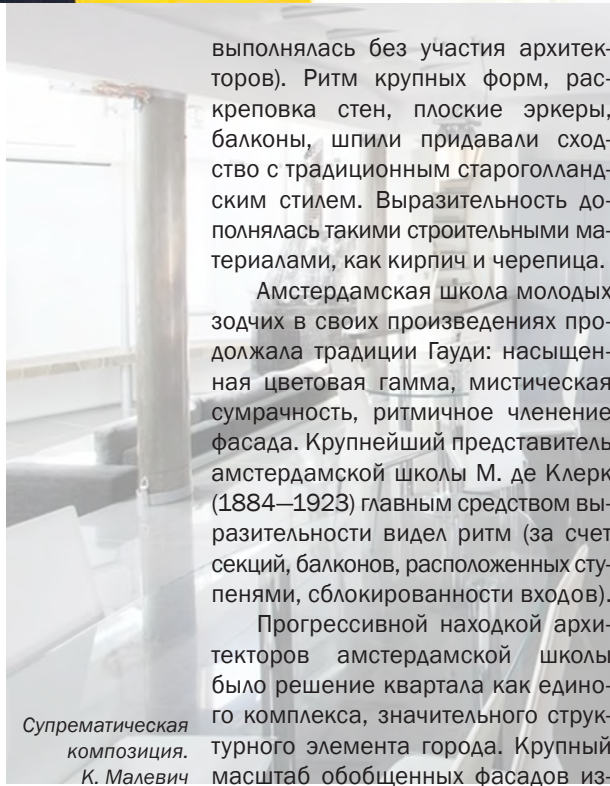 выполнялась без участия архитек-
торов). Ритм крупных форм, рас-
креповка стен, плоские эркеры,
балконы, шпили придавали сход-
ство с традиционным староголланд-
ским стилем. Выразительность до-
полнялась такими строительными ма-
териалами, как кирпич и черепица.
Амстердамская школа молодых
зодчих в своих произведениях про-
должала традиции Гауди: насыщен-
ная цветовая гамма, мистическая
сумрачность, ритмичное членение
фасада. Крупнейший представитель
амстердамской школы М. де Клерк
(1884—1923) главным средством вы-
разительности видел ритм (за счет
секций, балконов, расположенных сту-
пенями, сблокированности входов).
Прогрессивной находкой архи-
текторов амстердамской школы
было решение квартала как едино-
го комплекса, значительного струк-
турного элемента города. Крупный
масштаб обобщенных фасадов из-
Супрематическая
композиция.
К. Малевич